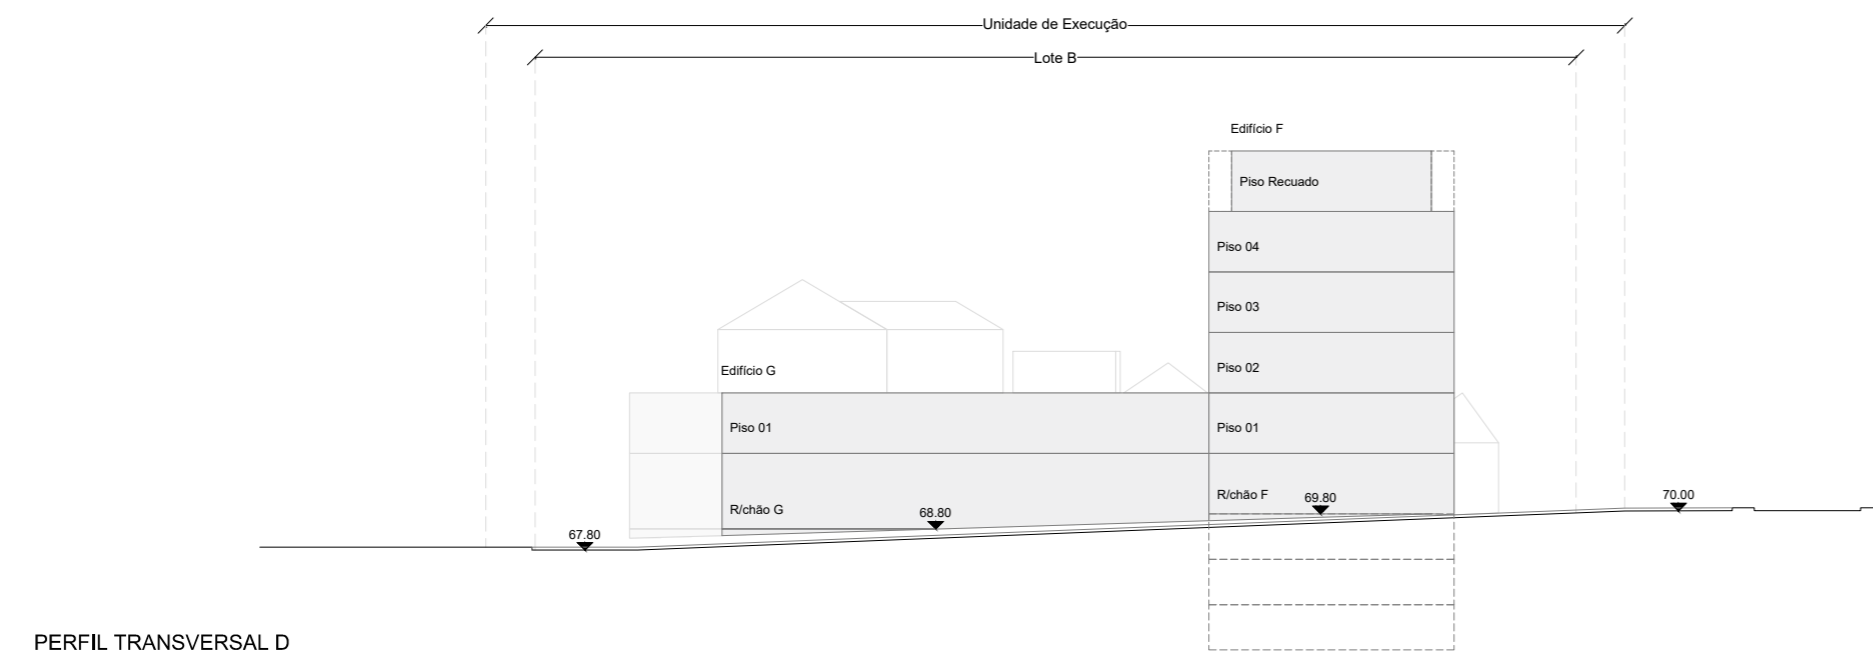 Unidade de Execução
Lote B
Edifício F
Piso Recuado
Piso 04
Piso 03
Piso 02
Edifício G
Piso 01
Piso 01
R/chão F
69.80
70.00
R/chão G
68.80
67.80
PERFIL TRANSVERSAL D